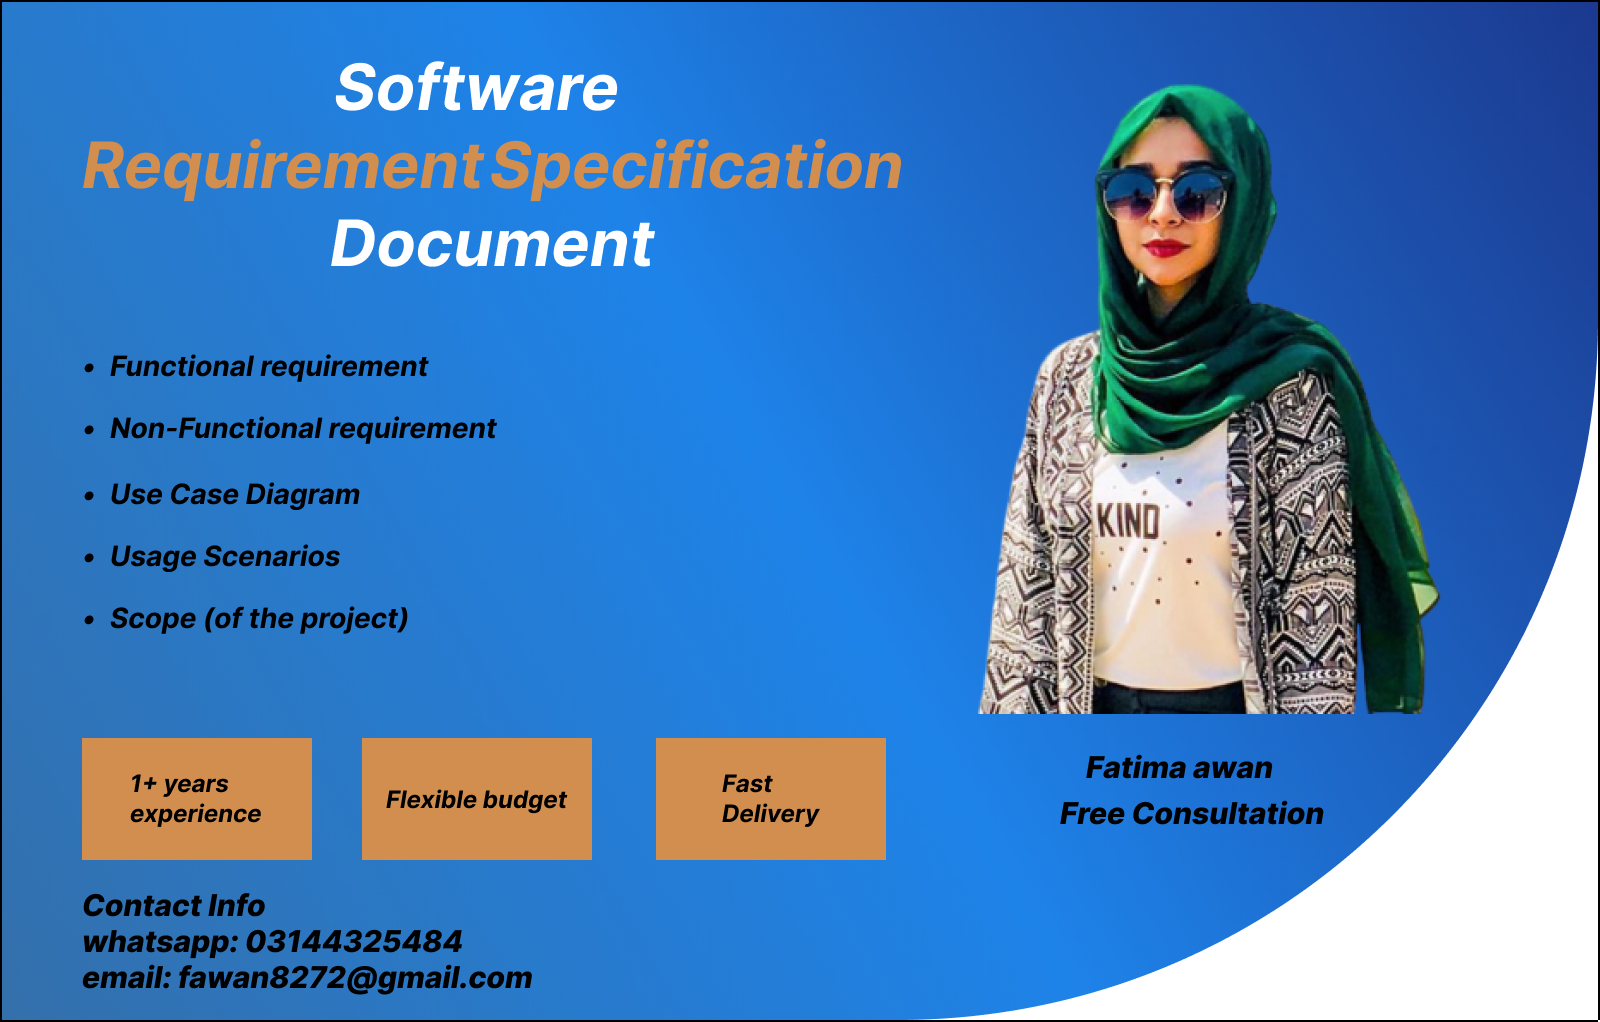 Software
Requirement Specification
Document
• Functional requirement
• Non-Functional requirement
• Use Case Diagram
• Usage Scenarios
• Scope (of the project)
KIND
1+ years
experience
Flexible budget
Fast
Delivery
Fatima awan
Free Consultation
Contact Info
whatsapp: 03144325484
email: fawan8272@gmail.com